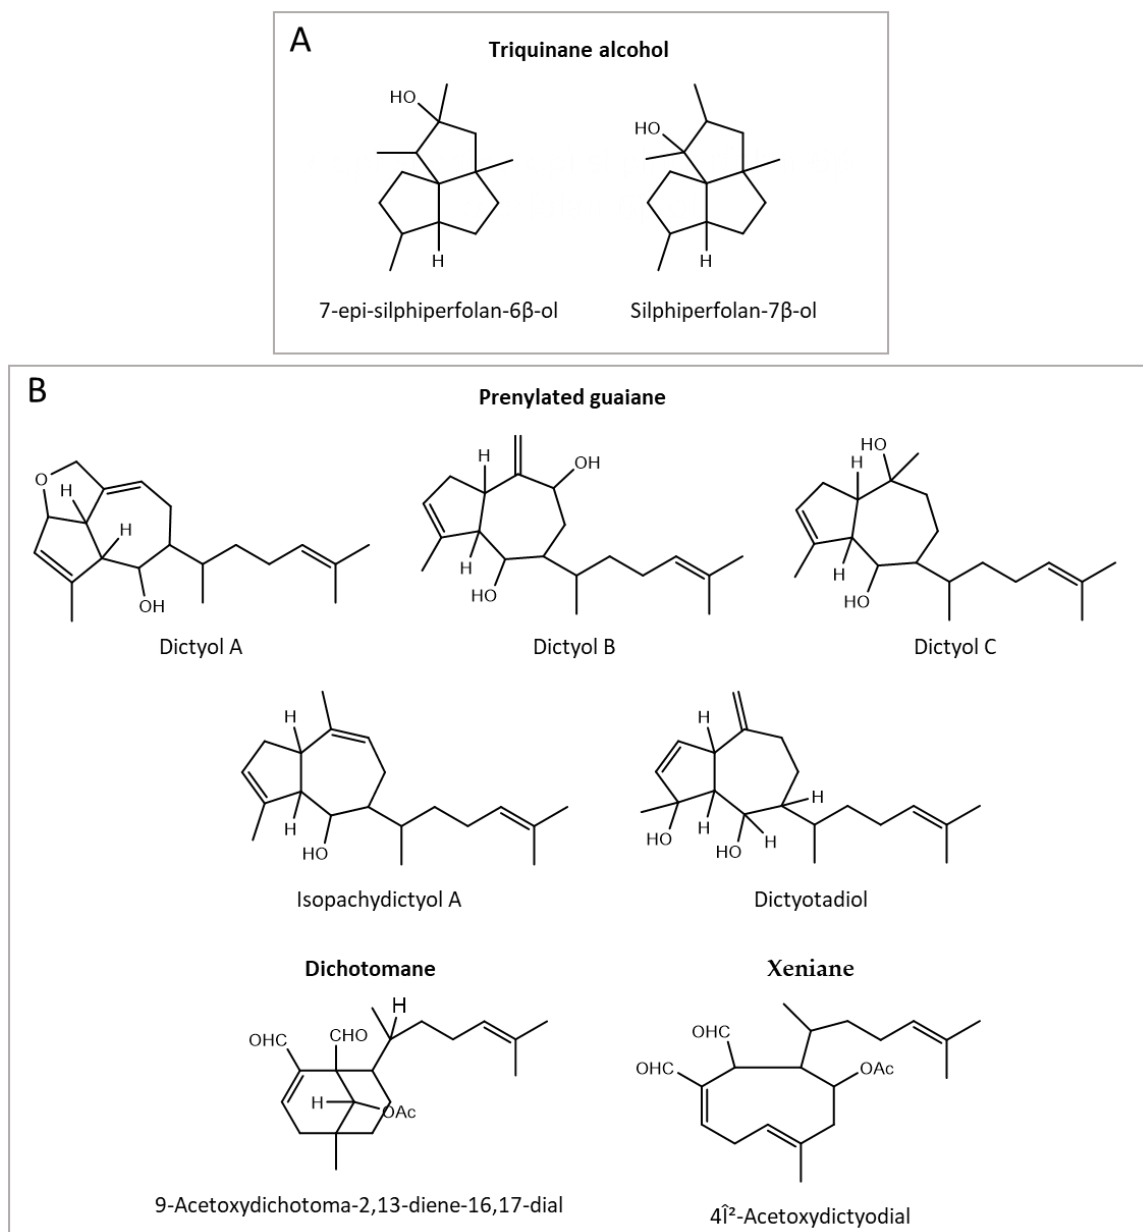 A
Triquinane alcohol
HO
HO
H
H
7-epi-silphiperfolan-6β-ol
Silphiperfolan-7β-ol
B
Prenylated guaiane
O
H
H
OH
Dictyol A
H
OH
H
HO
Dictyol B
HO
H
H
HO
Dictyol C
H
H
HO
Isopachydictyol A
H
H
H
HO
HO
H
Dictyotadiol
Dichotomane
Xeniane
OHC
CHO
H
H
OAc
9-Acetoxydichotoma-2,13-diene-16,17-dial
OHC
OHC
OAc
4β-Acetoxydictyodial